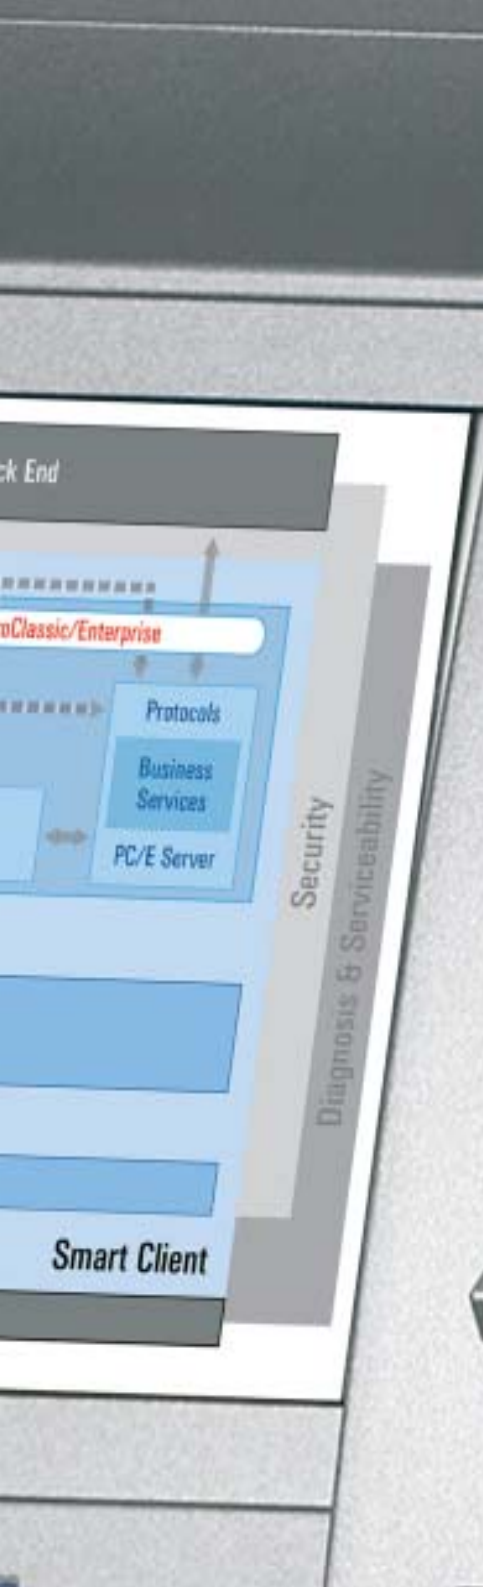 ck End
oClassic/Enterprise
Protocols
Business
Services
PC/E Server
Security
Diagnosis & Serviceability
Smart Client